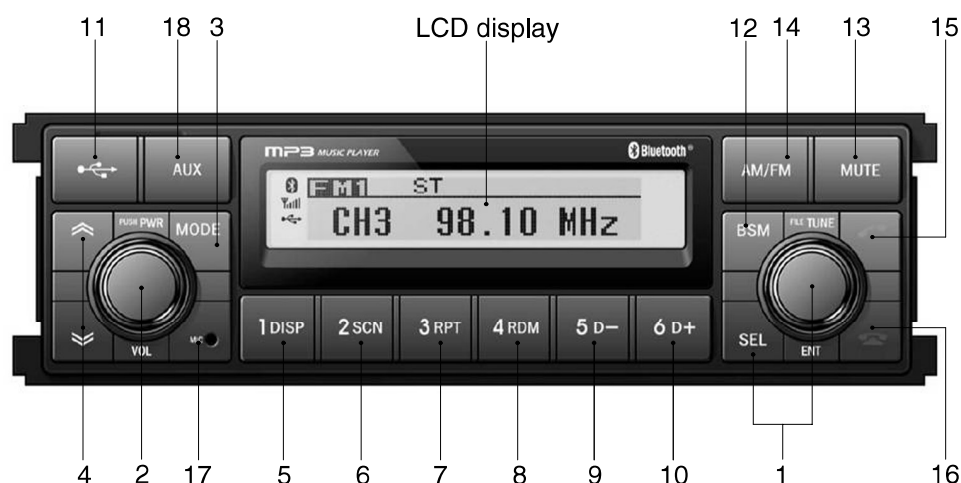 11 18 3 LCD display 12 14 13 15
MP3 MUSIC PLAYER Bluetooth®
AUX AM/FM MUTE
FM1 ST
PUSH PWR MODE BSM FILE TUNE
CH3 98.10 MHz
1 DISP 2 SCN 3 RPT 4 RDM 5 D− 6 D+
MIC SEL
VOL ENT
4 2 17 5 6 7 8 9 10 1 16